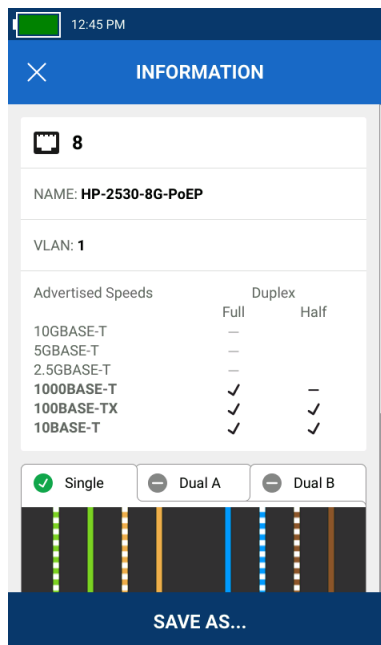 12:45 PM
INFORMATION
8
NAME: HP-2530-8G-PoEP
VLAN: 1
Advertised Speeds Duplex
Full Half
10GBASE-T —
5GBASE-T —
2.5GBASE-T —
1000BASE-T ✓ —
100BASE-TX ✓ ✓
10BASE-T ✓ ✓
Single Dual A Dual B
SAVE AS...